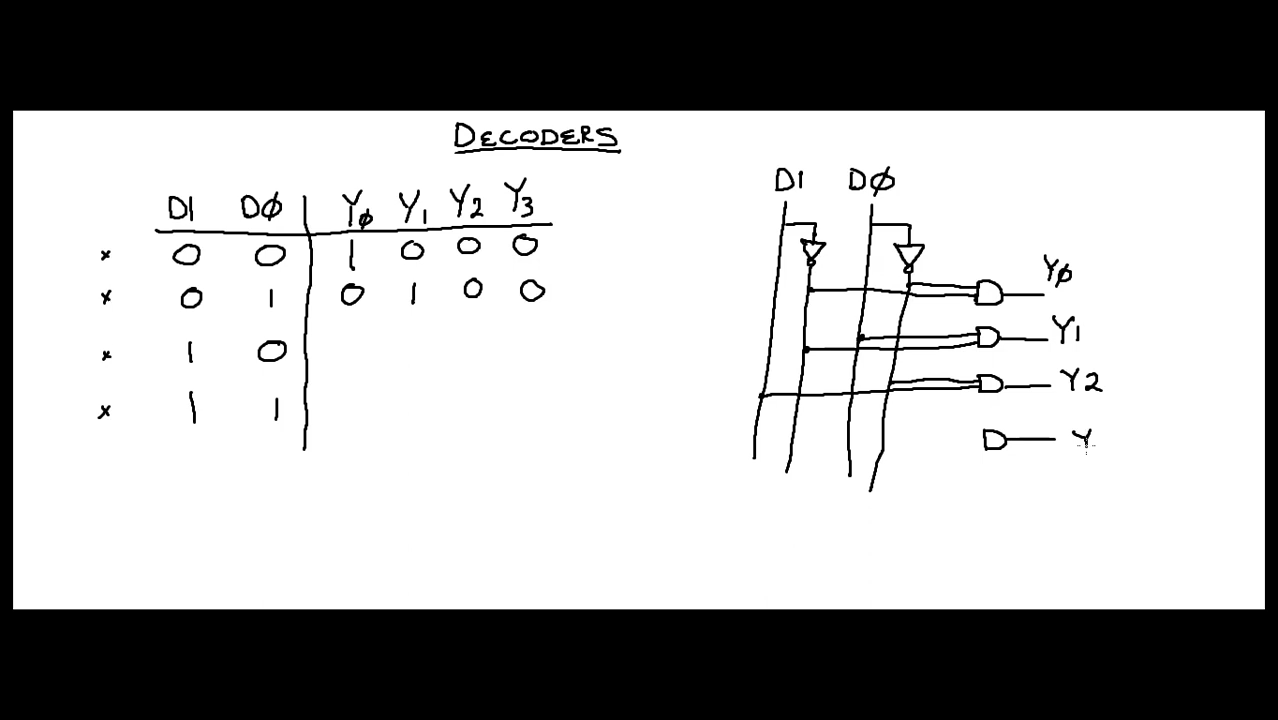 DECODERS
D1 DØ Yø Y1 Y2 Y3
× 0 0 1 0 0 0
× 0 1 0 1 0 0
× 1 0
× 1 1
D1 DØ
Yø
Y1
Y2
Y